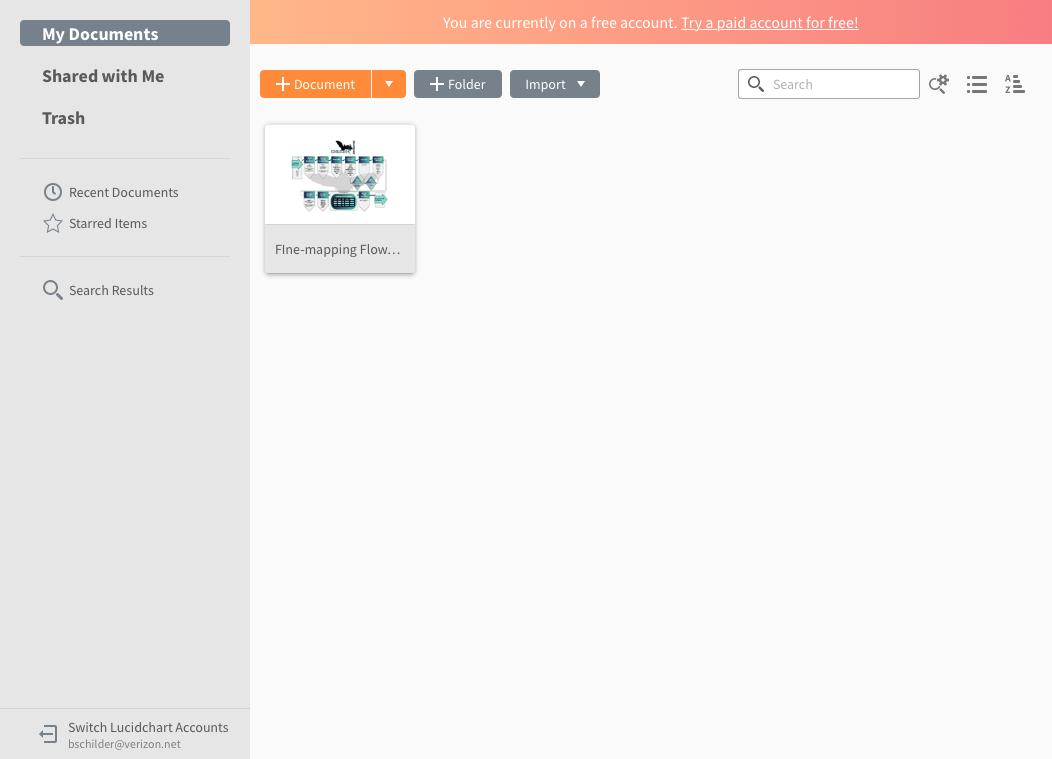 You are currently on a free account. Try a paid account for free!
My Documents
Shared with Me
Trash
Recent Documents
Starred Items
Search Results
Document
Folder
Import
Search
A
Z
FIne-mapping Flow...
Switch Lucidchart Accounts
bschilder@verizon.net